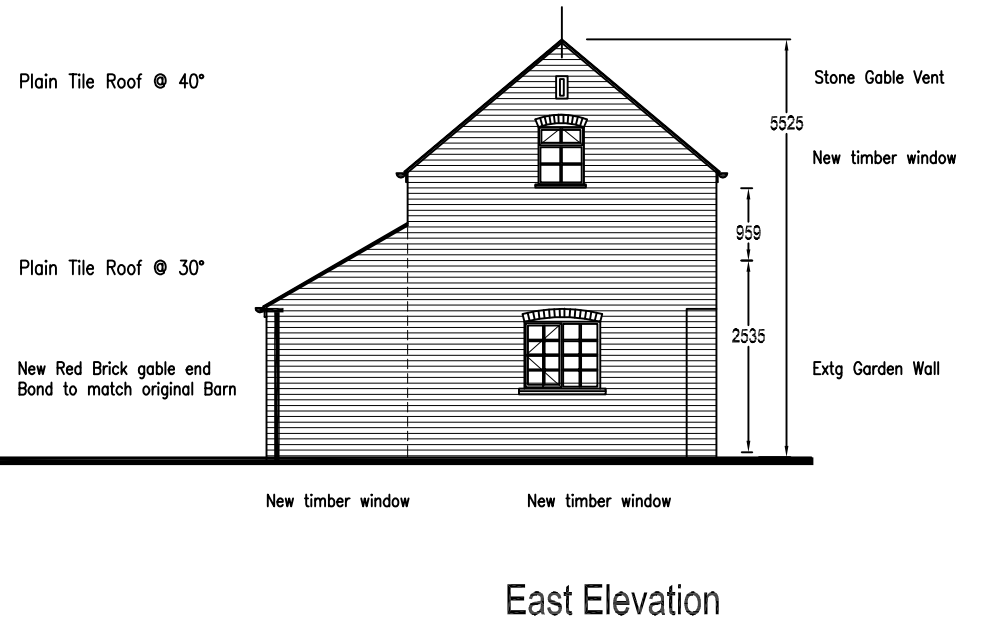 Plain Tile Roof @ 40°
Stone Gable Vent
5525
New timber window
959
Plain Tile Roof @ 30°
2535
New Red Brick gable end
Bond to match original Barn
Extg Garden Wall
New timber window
New timber window
East Elevation